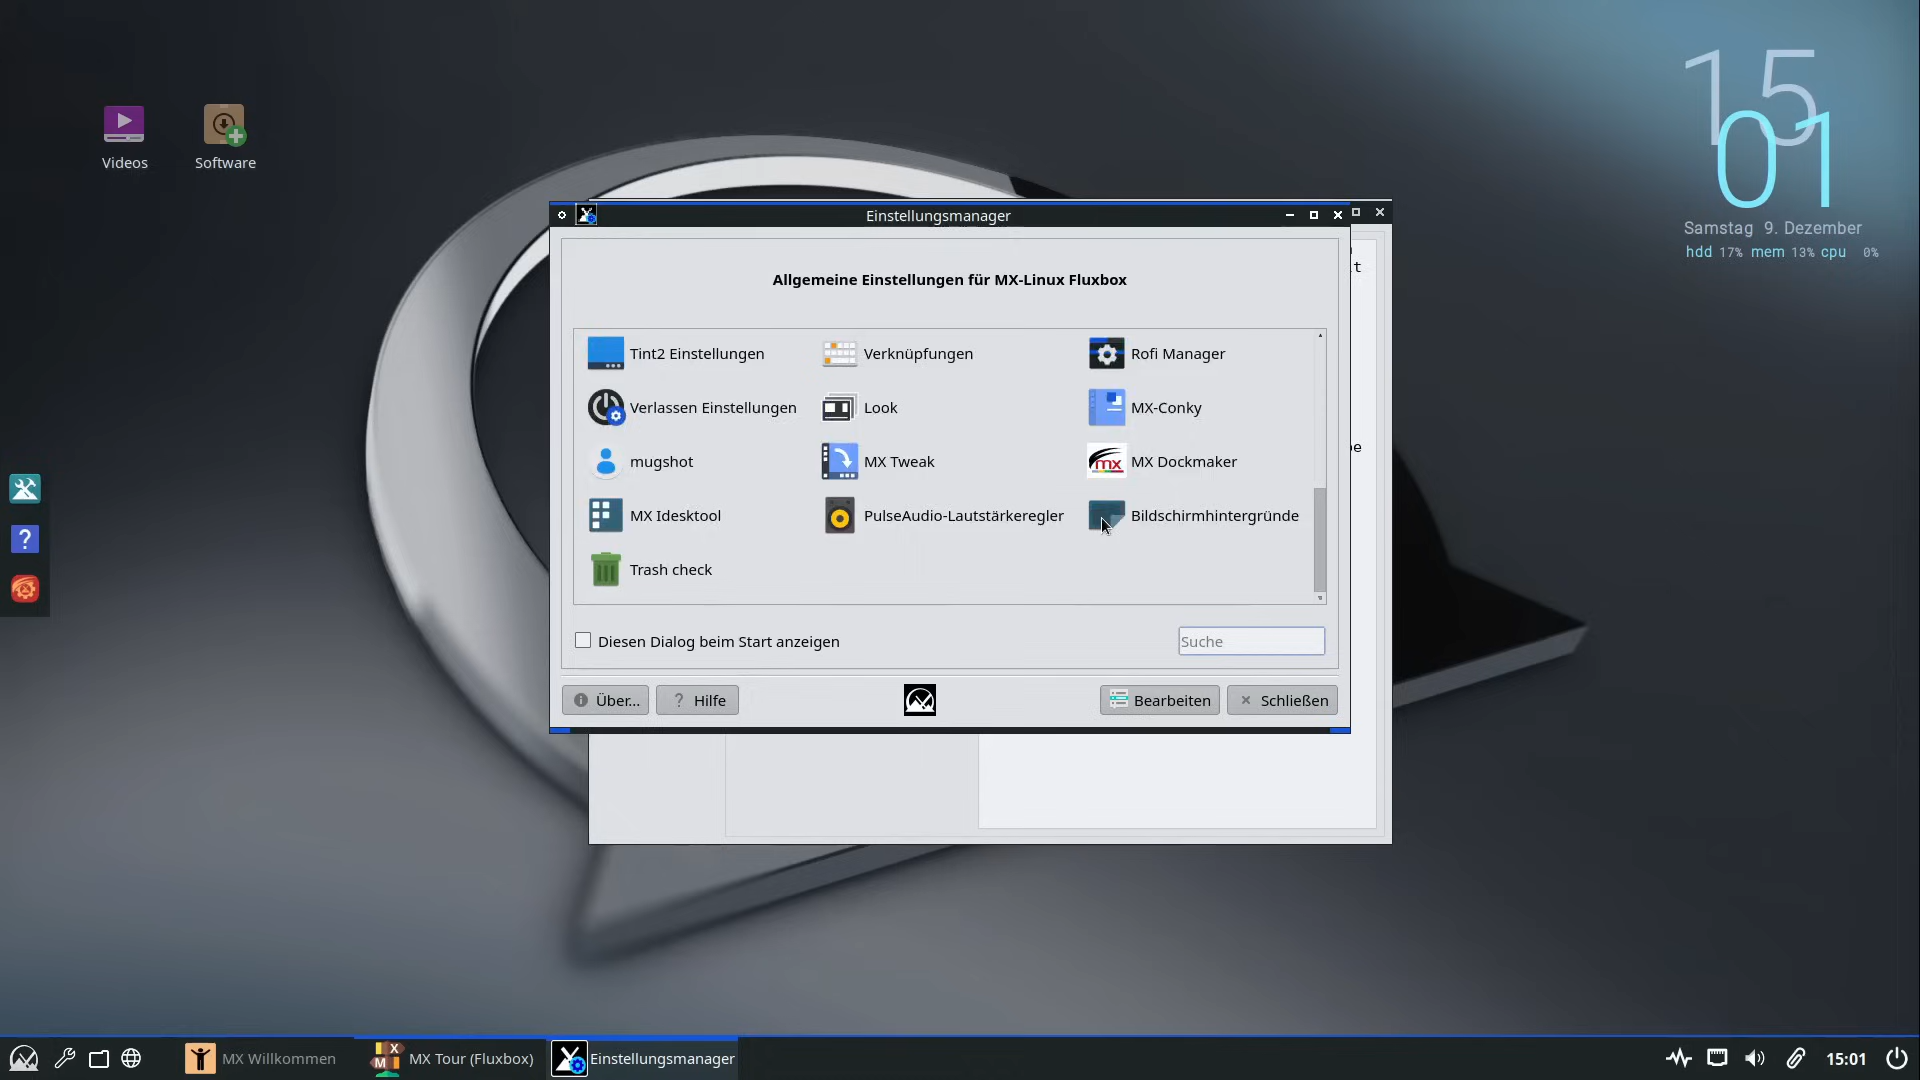 Videos
Software
15
01
Samstag 9. Dezember
hdd 17% mem 13% cpu 0%
Einstellungsmanager
Allgemeine Einstellungen für MX-Linux Fluxbox
Tint2 Einstellungen
Verknüpfungen
Rofi Manager
Verlassen Einstellungen
Look
MX-Conky
mugshot
MX Tweak
mx
MX Dockmaker
MX Idesktool
PulseAudio-Lautstärkeregler
Bildschirmhintergründe
Trash check
Diesen Dialog beim Start anzeigen
Suche
Über...
? Hilfe
Bearbeiten
Schließen
?
MX Willkommen
M X
MX Tour (Fluxbox)
Einstellungsmanager
15:01